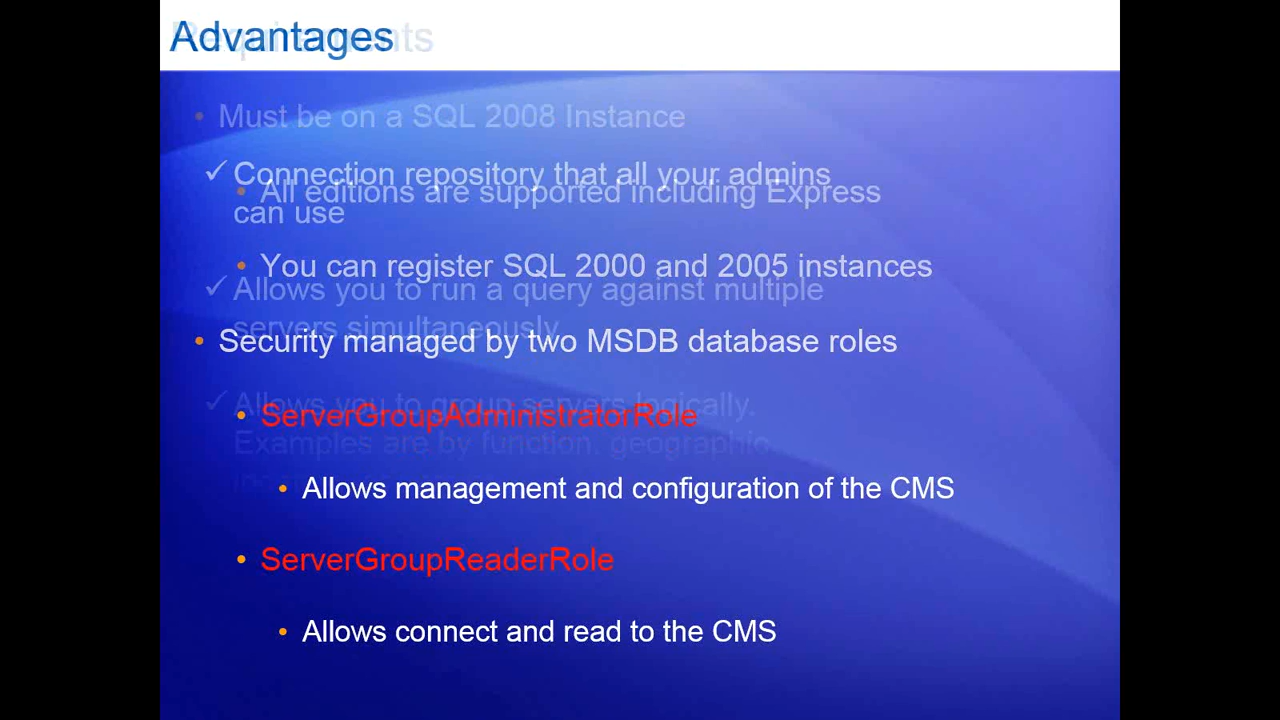 Advantages
Requirements
• Must be on a SQL 2008 Instance
✓ Connection repository that all your admins
can use
• All editions are supported including Express
• You can register SQL 2000 and 2005 instances
✓ Allows you to run a query against multiple
servers simultaneously
• Security managed by two MSDB database roles
✓ Allows you to group servers logically.
Examples are by function, geographic
• ServerGroupAdministratorRole
• Allows management and configuration of the CMS
• ServerGroupReaderRole
• Allows connect and read to the CMS